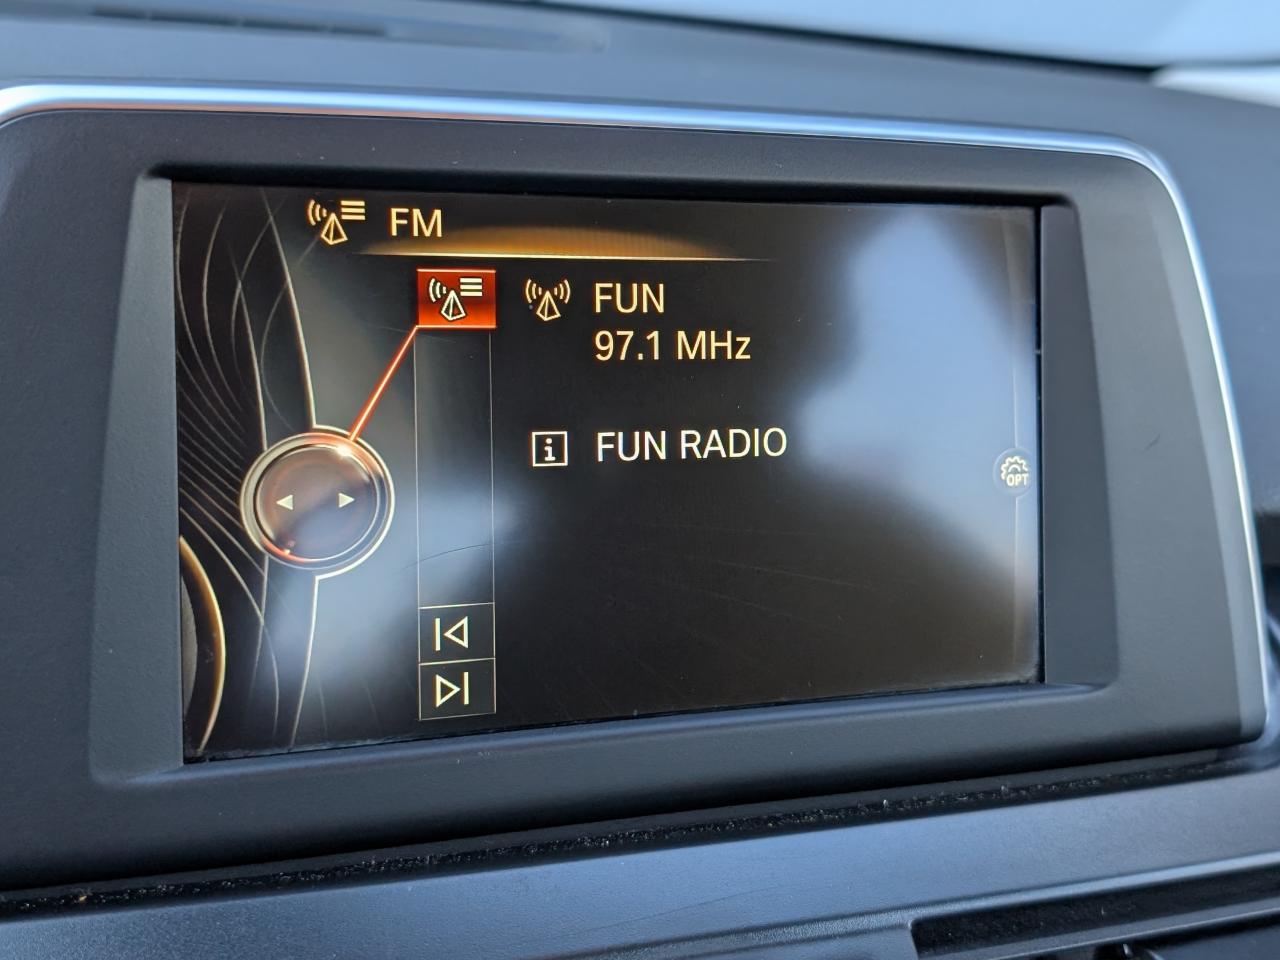 FM
FUN
97.1 MHz
i FUN RADIO
OPT